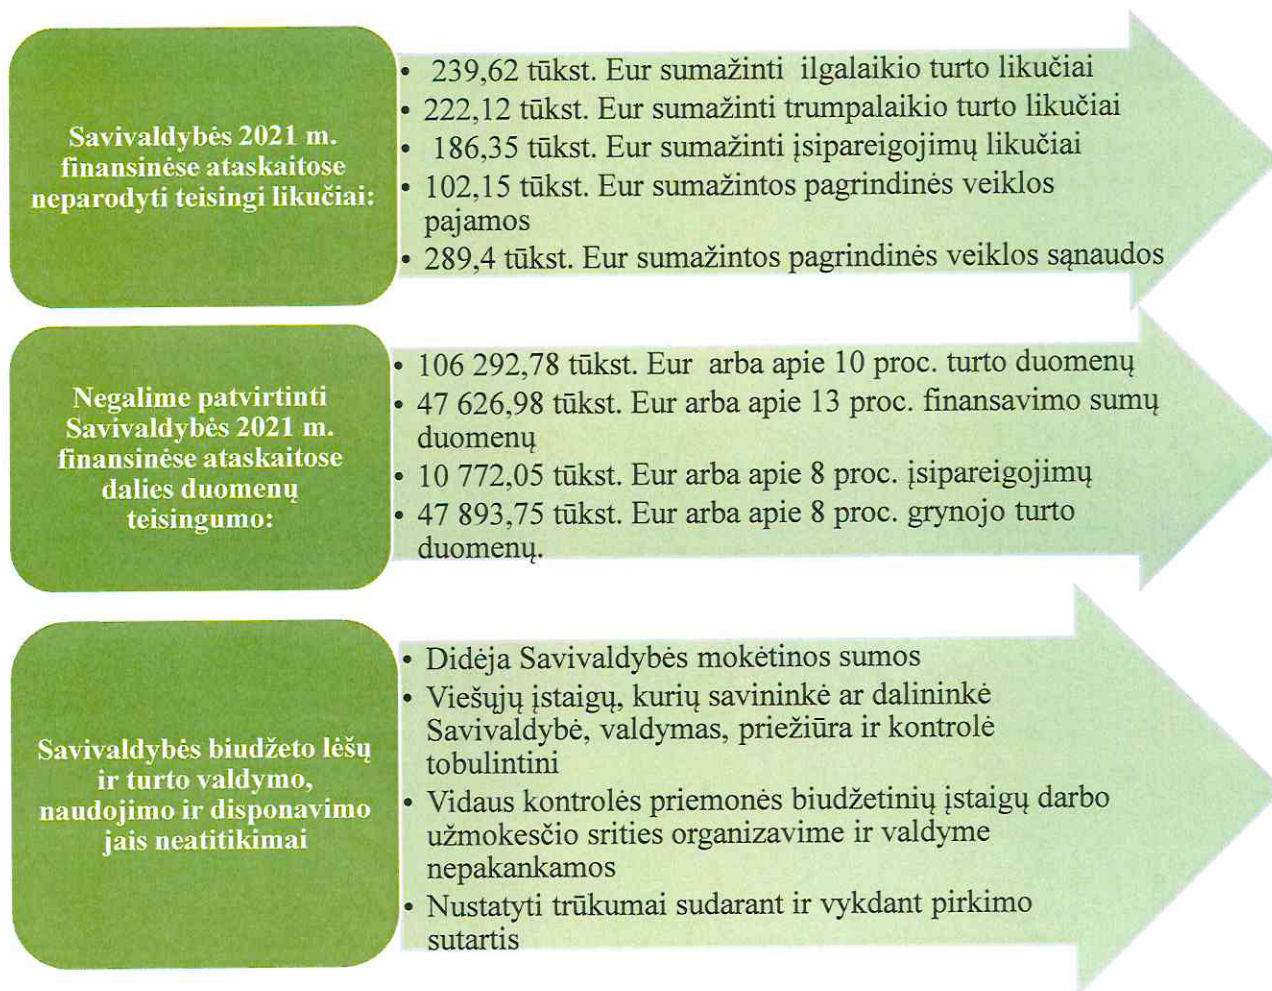 Savivaldybės 2021 m.
finansinėse ataskaitose
neparodyti teisingi likučiai:
• 239,62 tūkst. Eur sumažinti ilgalaikio turto likučiai
• 222,12 tūkst. Eur sumažinti trumpalaikio turto likučiai
• 186,35 tūkst. Eur sumažinti įsipareigojimų likučiai
• 102,15 tūkst. Eur sumažintos pagrindinės veiklos
pajamos
• 289,4 tūkst. Eur sumažintos pagrindinės veiklos sąnaudos
Negalime patvirtinti
Savivaldybės 2021 m.
finansinėse ataskaitose
dalies duomenų
teisingumo:
• 106 292,78 tūkst. Eur arba apie 10 proc. turto duomenų
• 47 626,98 tūkst. Eur arba apie 13 proc. finansavimo sumų
duomenų
• 10 772,05 tūkst. Eur arba apie 8 proc. įsipareigojimų
• 47 893,75 tūkst. Eur arba apie 8 proc. grynojo turto
duomenų.
Savivaldybės biudžeto lėšų
ir turto valdymo,
naudojimo ir disponavimo
jais neatitikimai
• Didėja Savivaldybės mokėtinos sumos
• Viešųjų įstaigų, kurių savininkė ar dalininkė
Savivaldybė, valdymas, priežiūra ir kontrolė
tobulintini
• Vidaus kontrolės priemonės biudžetinių įstaigų darbo
užmokesčio srities organizavime ir valdyme
nepakankamos
• Nustatyti trūkumai sudarant ir vykdant pirkimo
sutartis